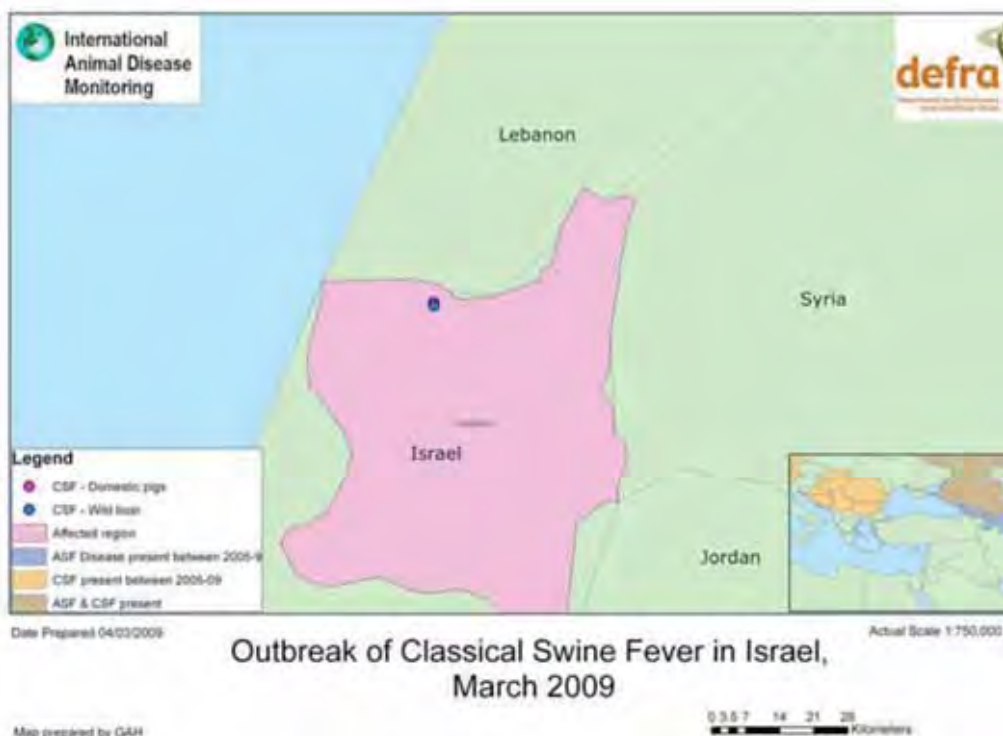 International
Animal Disease
Monitoring
defra
Lebanon
Syria
Israel
Jordan
Legend
CSF - Domestic pigs
CSF - Wild boar
Affected region
ASF Disease present between 2005-9
CSF present between 2005-09
ASF & CSF present
Date Prepared 04/03/2009
Actual Scale 1:750,000
Outbreak of Classical Swine Fever in Israel,
March 2009
Map prepared by GAH
0 3.5 7 14 21 28
Kilometers